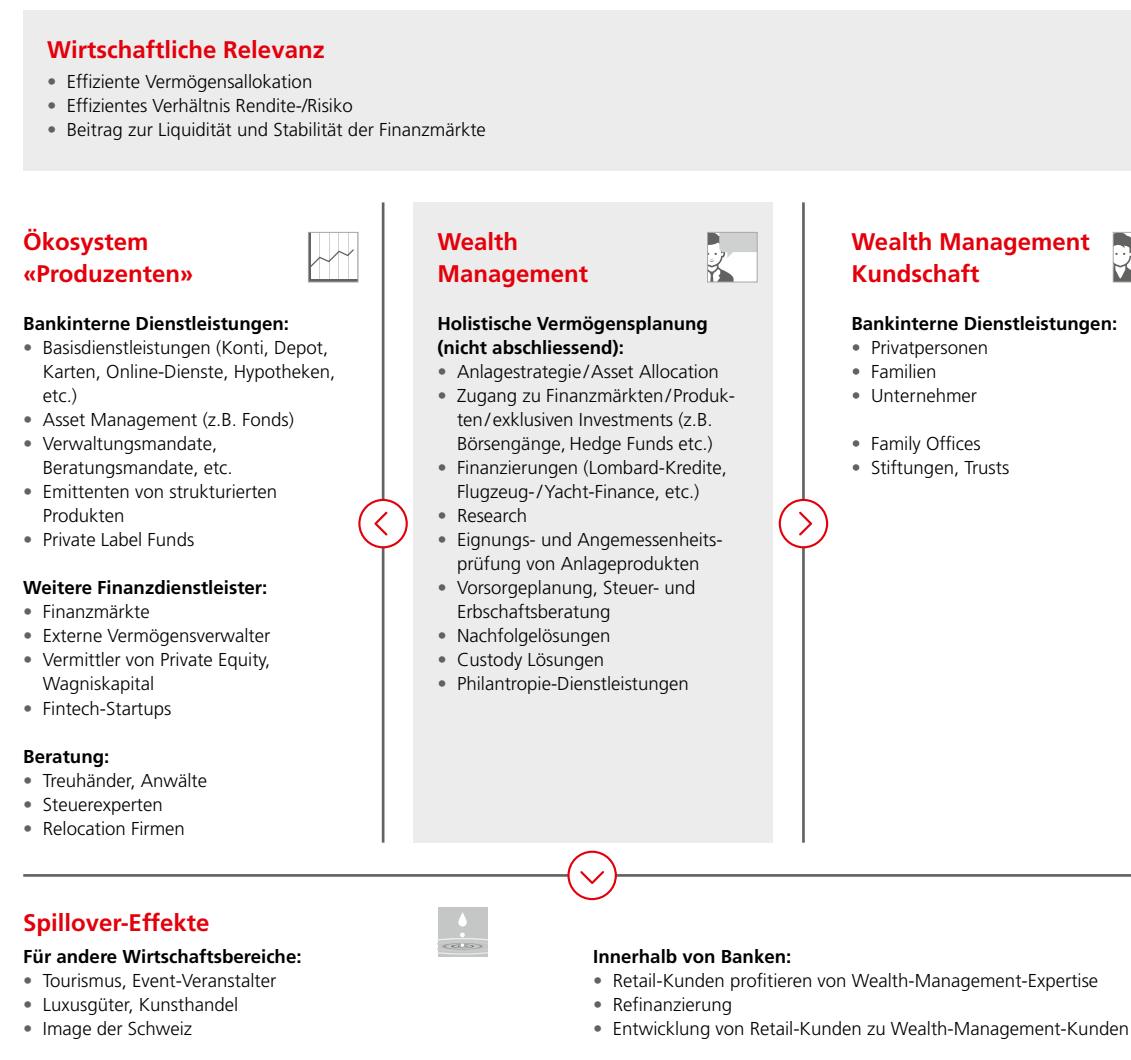 Wirtschaftliche Relevanz
• Effiziente Vermögensallokation
• Effizientes Verhältnis Rendite-/Risiko
• Beitrag zur Liquidität und Stabilität der Finanzmärkte
Ökosystem
«Produzenten»
Bankinterne Dienstleistungen:
• Basisdienstleistungen (Konti, Depot,
Karten, Online-Dienste, Hypotheken,
etc.)
• Asset Management (z.B. Fonds)
• Verwaltungsmandate,
Beratungsmandate, etc.
• Emittenten von strukturierten
Produkten
• Private Label Funds
Weitere Finanzdienstleister:
• Finanzmärkte
• Externe Vermögensverwalter
• Vermittler von Private Equity,
Wagniskapital
• Fintech-Startups
Beratung:
• Treuhänder, Anwälte
• Steuerexperten
• Relocation Firmen
Wealth
Management
Holistische Vermögensplanung
(nicht abschliessend):
• Anlagestrategie/Asset Allocation
• Zugang zu Finanzmärkten/Produk-
ten/exklusiven Investments (z.B.
Börsengänge, Hedge Funds etc.)
• Finanzierungen (Lombard-Kredite,
Flugzeug-/Yacht-Finance, etc.)
• Research
• Eignungs- und Angemessenheits-
prüfung von Anlageprodukten
• Vorsorgeplanung, Steuer- und
Erbschaftsberatung
• Nachfolgelösungen
• Custody Lösungen
• Philantropie-Dienstleistungen
Wealth Management
Kundschaft
Bankinterne Dienstleistungen:
• Privatpersonen
• Familien
• Unternehmer
• Family Offices
• Stiftungen, Trusts
Spillover-Effekte
Für andere Wirtschaftsbereiche:
• Tourismus, Event-Veranstalter
• Luxusgüter, Kunsthandel
• Image der Schweiz
Innerhalb von Banken:
• Retail-Kunden profitieren von Wealth-Management-Expertise
• Refinanzierung
• Entwicklung von Retail-Kunden zu Wealth-Management-Kunden